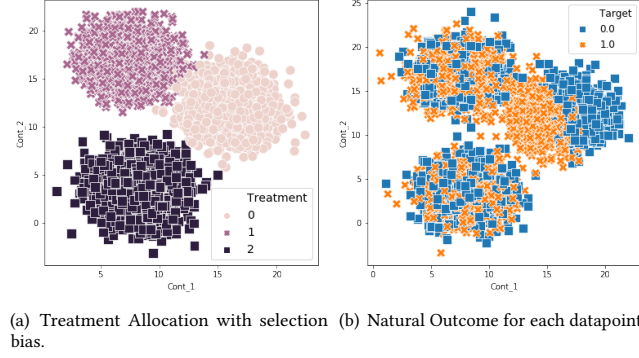 20
15
10
5
0
Cont_2
5
10
15
20
Cont_1
Treatment
0
1
2
25
20
15
10
5
0
Cont_2
0
5
10
15
20
Cont_1
Target
0.0
1.0
(a) Treatment Allocation with selection
bias.
(b) Natural Outcome for each datapoint